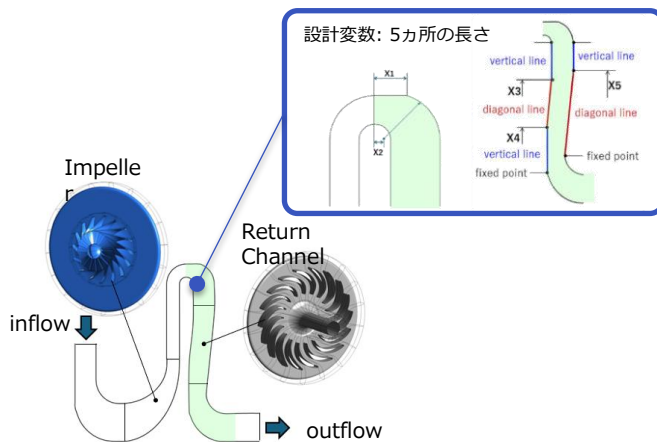 設計変数: 5ヵ所の長さ
X1
X2
vertical line
vertical line
X3
X5
diagonal line
diagonal line
X4
vertical line
fixed point
fixed point
Impelle
r
Return
Channel
inflow
outflow